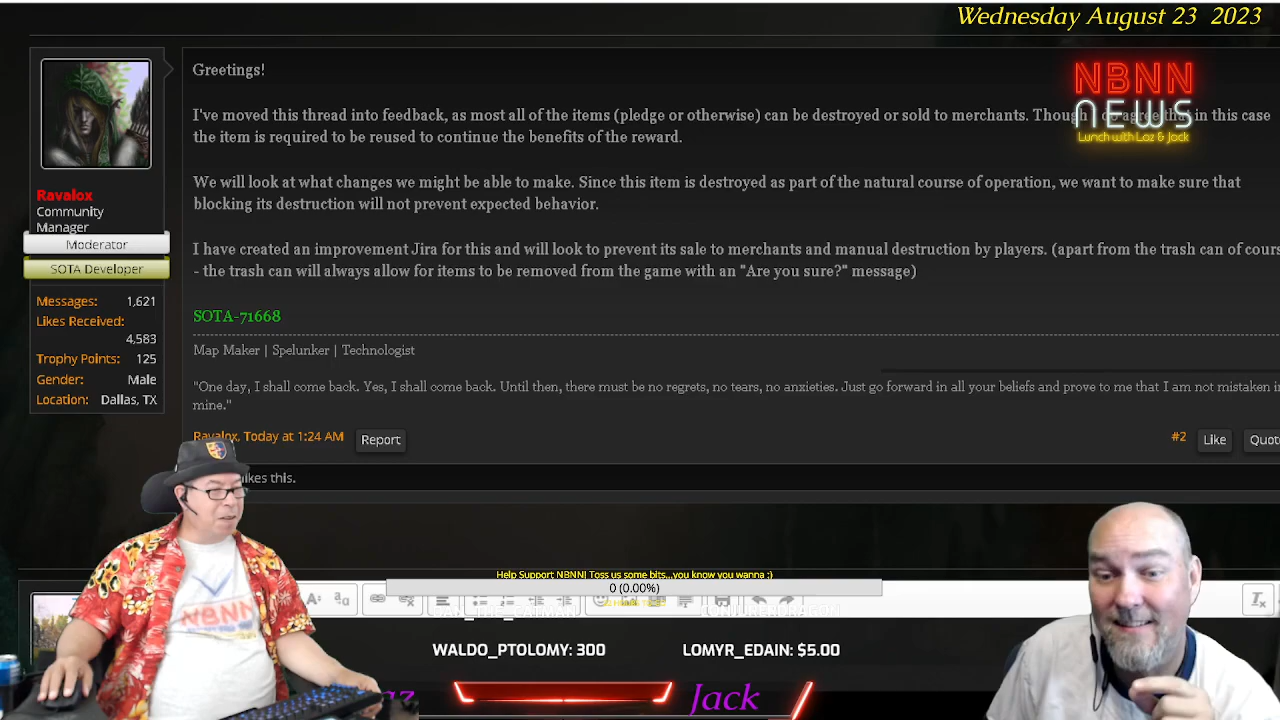 Wednesday August 23 2023
NBNN
NEWS
Lunch with Laz & Jack
Greetings!
I've moved this thread into feedback, as most all of the items (pledge or otherwise) can be destroyed or sold to merchants. Though in this case
the item is required to be reused to continue the benefits of the reward.
We will look at what changes we might be able to make. Since this item is destroyed as part of the natural course of operation, we want to make sure that
blocking its destruction will not prevent expected behavior.
I have created an improvement Jira for this and will look to prevent its sale to merchants and manual destruction by players. (apart from the trash can of cours
- the trash can will always allow for items to be removed from the game with an "Are you sure?" message)
SOTA-71668
Map Maker | Spelunker | Technologist
"One day, I shall come back. Yes, I shall come back. Until then, there must be no regrets, no tears, no anxieties. Just go forward in all your beliefs and prove to me that I am not mistaken in
mine."
Ravalox
Community
Manager
Moderator
SOTA Developer
Messages: 1,621
Likes Received:
4,583
Trophy Points: 125
Gender: Male
Location: Dallas, TX
Ravalox, Today at 1:24 AM Report #2 Like Quot
likes this.
Help Support NBNN! Toss us some bits...you know you wanna :)
0 (0.00%)
CONJUREDRAGON
WALDO_PTOLOMY: 300 LOMYR_EDAIN: $5.00
az Jack
NBNN